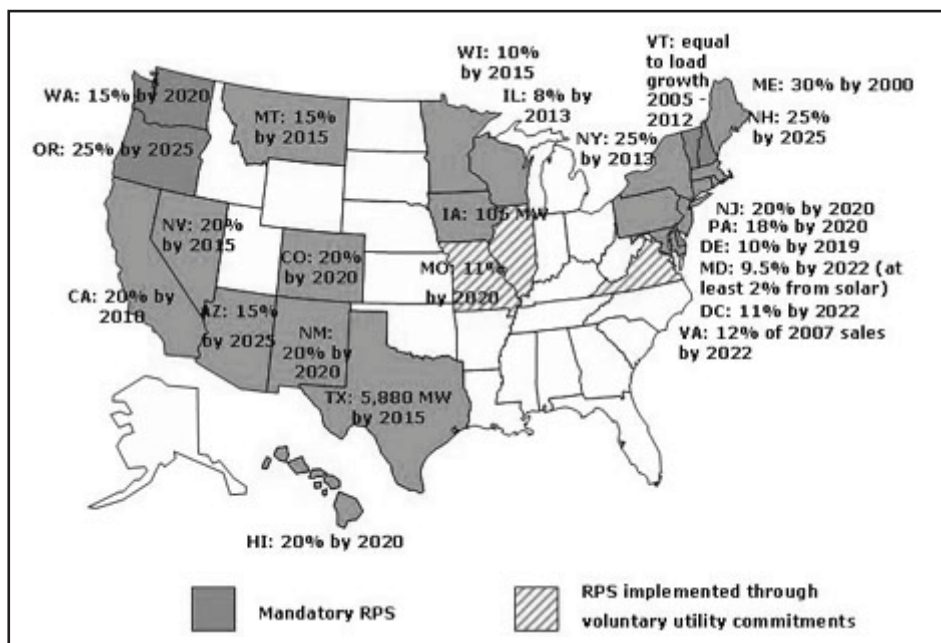 WI: 10%
by 2015
IL: 8% by
2013
VT: equal
to load
growth
2005 -
2012
ME: 30% by 2000
NH: 25%
by 2025
NY: 25%
by 2013
WA: 15% by 2020
MT: 15%
by 2015
OR: 25% by 2025
IA: 105 MW
NJ: 20% by 2020
PA: 18% by 2020
DE: 10% by 2019
MD: 9.5% by 2022 (at
least 2% from solar)
DC: 11% by 2022
VA: 12% of 2007 sales
by 2022
NV: 20%
by 2015
CO: 20%
by 2020
MO: 11%
by 2020
CA: 20% by
2010
AZ: 15%
by 2025
NM:
20% by
2020
TX: 5,880 MW
by 2015
HI: 20% by 2020
Mandatory RPS
RPS implemented through
voluntary utility commitments